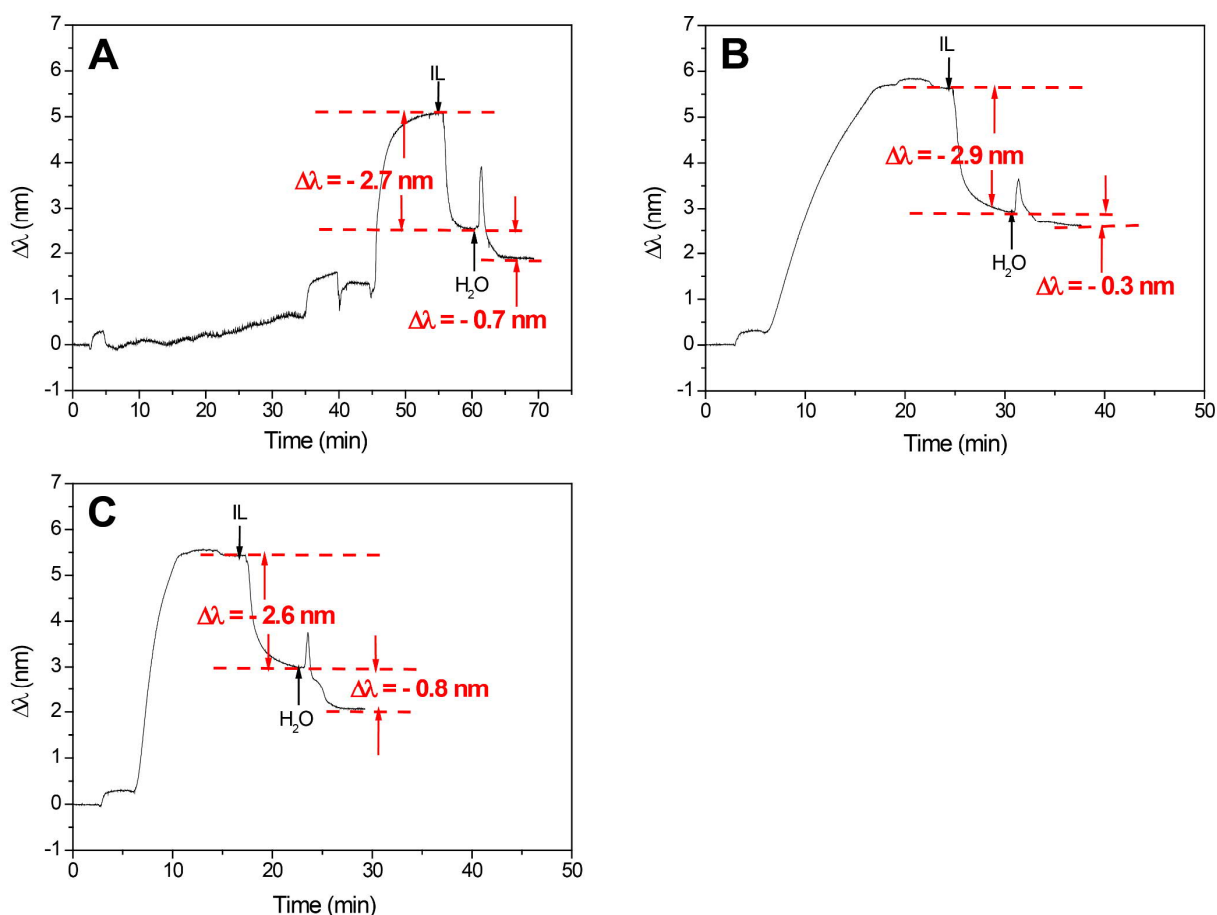 A
7
6
5
4
3
2
1
0
-1
Δλ (nm)
IL
Δλ = - 2.7 nm
H₂O
Δλ = - 0.7 nm
0 10 20 30 40 50 60 70
Time (min)
B
7
6
5
4
3
2
1
0
-1
Δλ (nm)
IL
Δλ = - 2.9 nm
H₂O
Δλ = - 0.3 nm
0 10 20 30 40 50
Time (min)
C
7
6
5
4
3
2
1
0
-1
Δλ (nm)
IL
Δλ = - 2.6 nm
Δλ = - 0.8 nm
H₂O
0 10 20 30 40 50
Time (min)